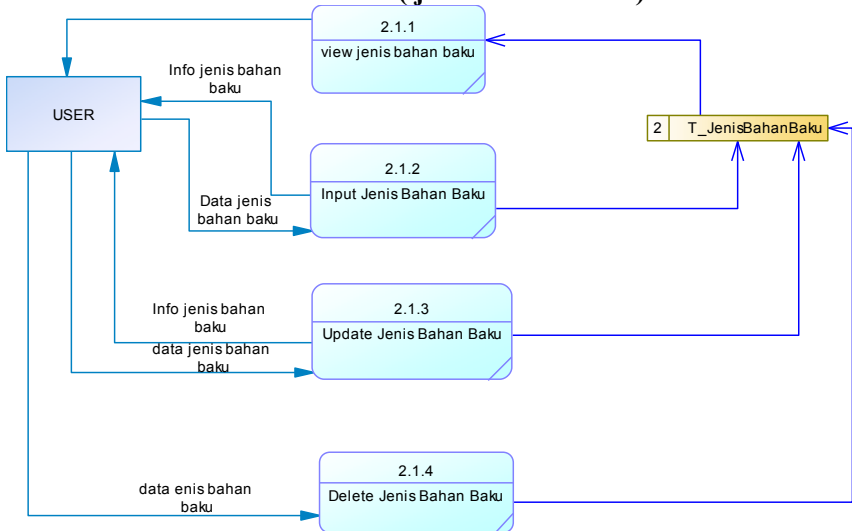 2.1.1
view jenis bahan baku
Info jenis bahan
baku
USER
2 T_JenisBahanBaku
2.1.2
Input Jenis Bahan Baku
Data jenis
bahan baku
2.1.3
Update Jenis Bahan Baku
Info jenis bahan
baku
data jenis bahan
baku
2.1.4
Delete Jenis Bahan Baku
data enis bahan
baku